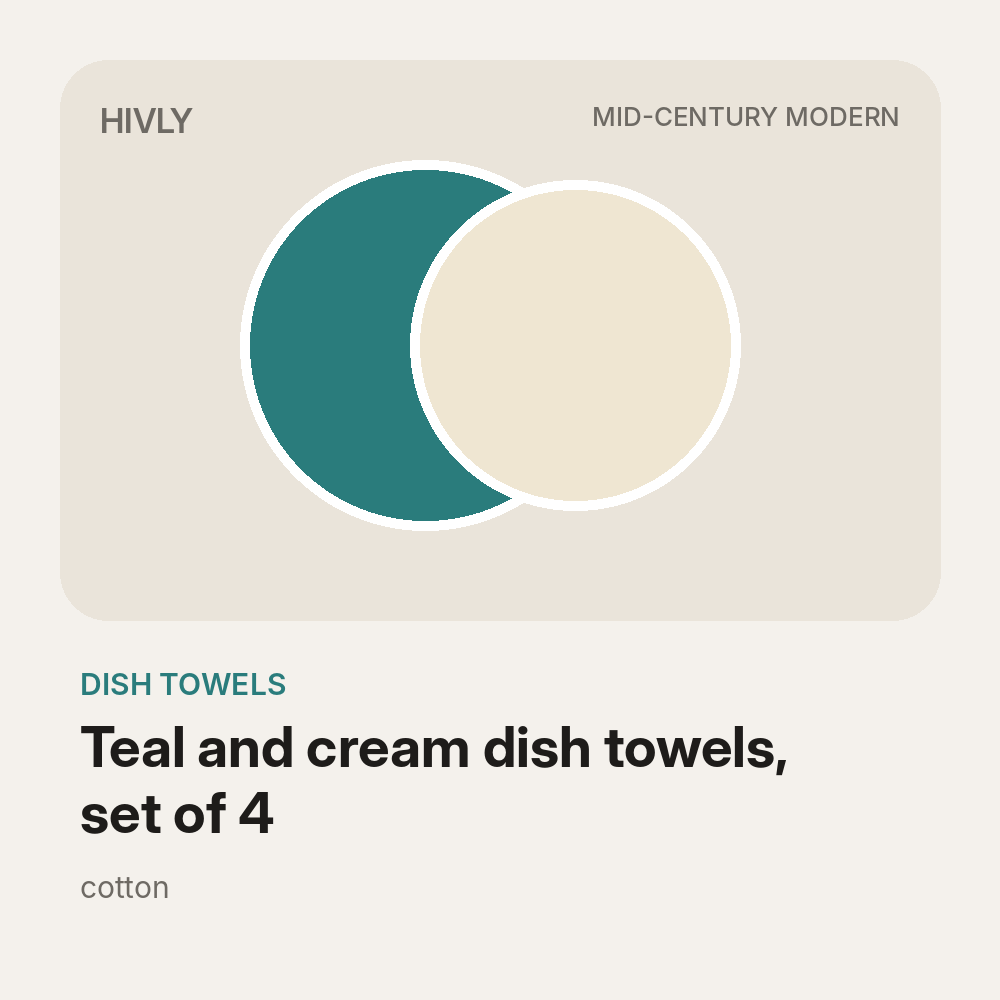 HIVLY
MID-CENTURY MODERN
DISH TOWELS
Teal and cream dish towels,
set of 4
cotton